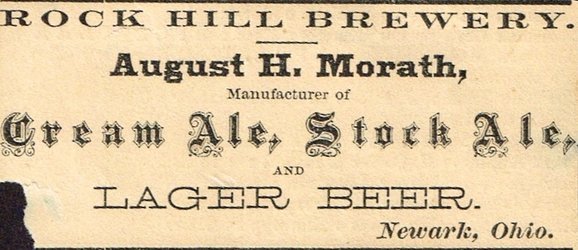 ROCK HILL BREWERY.
August H. Morath,
Manufacturer of
Cream Ale, Stock Ale,
AND
LAGER BEER.
Newark, Ohio.